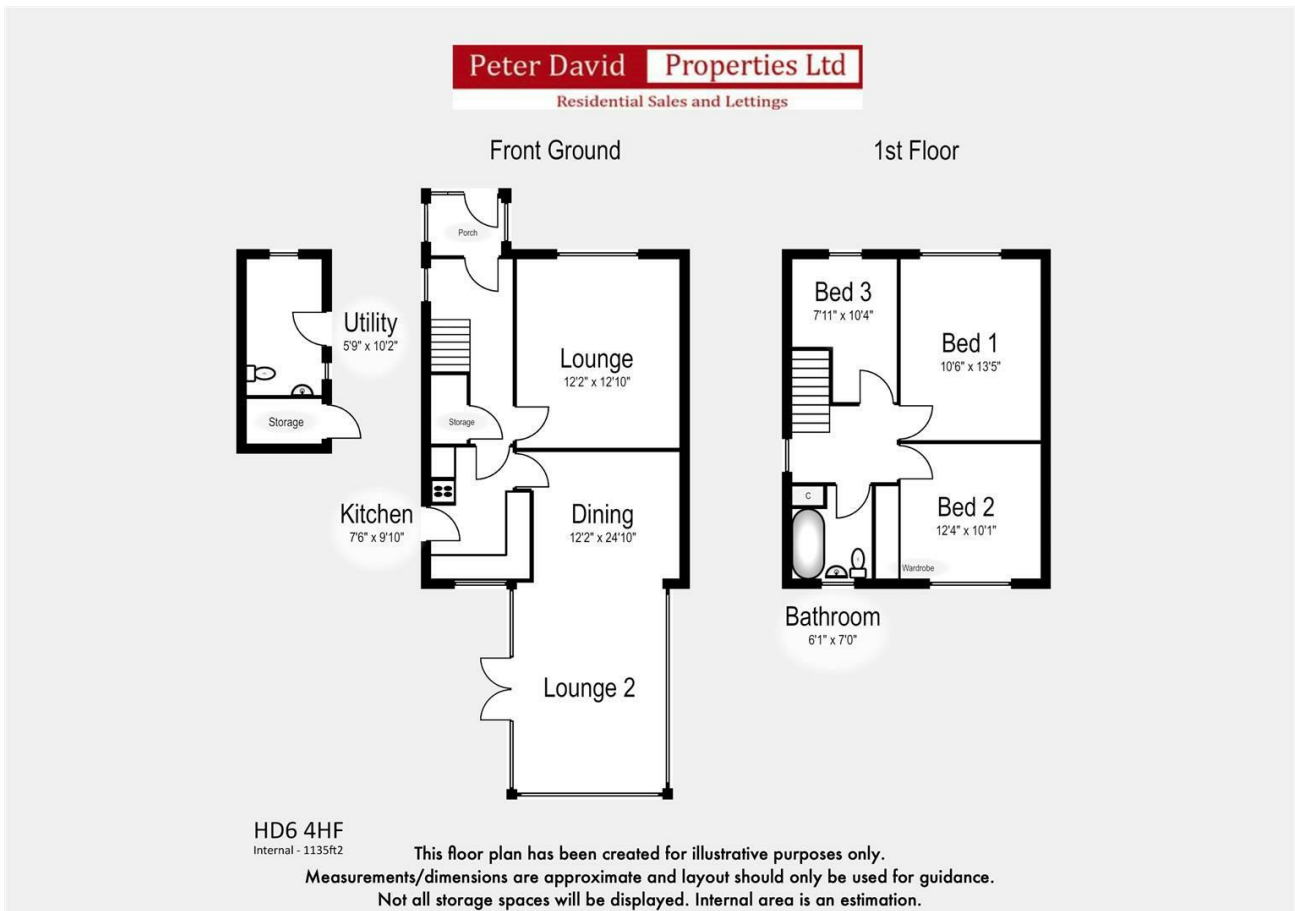 Peter David Properties Ltd
Residential Sales and Lettings
Front Ground
1st Floor
Porch
Utility
5'9" x 10'2"
Storage
Lounge
12'2" x 12'10"
Storage
Kitchen
7'6" x 9'10"
Dining
12'2" x 24'10"
Lounge 2
Bed 3
7'11" x 10'4"
Bed 1
10'6" x 13'5"
C
Bed 2
12'4" x 10'1"
Wardrobe
Bathroom
6'1" x 7'0"
HD6 4HF
Internal - 1135ft2
This floor plan has been created for illustrative purposes only.
Measurements/dimensions are approximate and layout should only be used for guidance.
Not all storage spaces will be displayed. Internal area is an estimation.